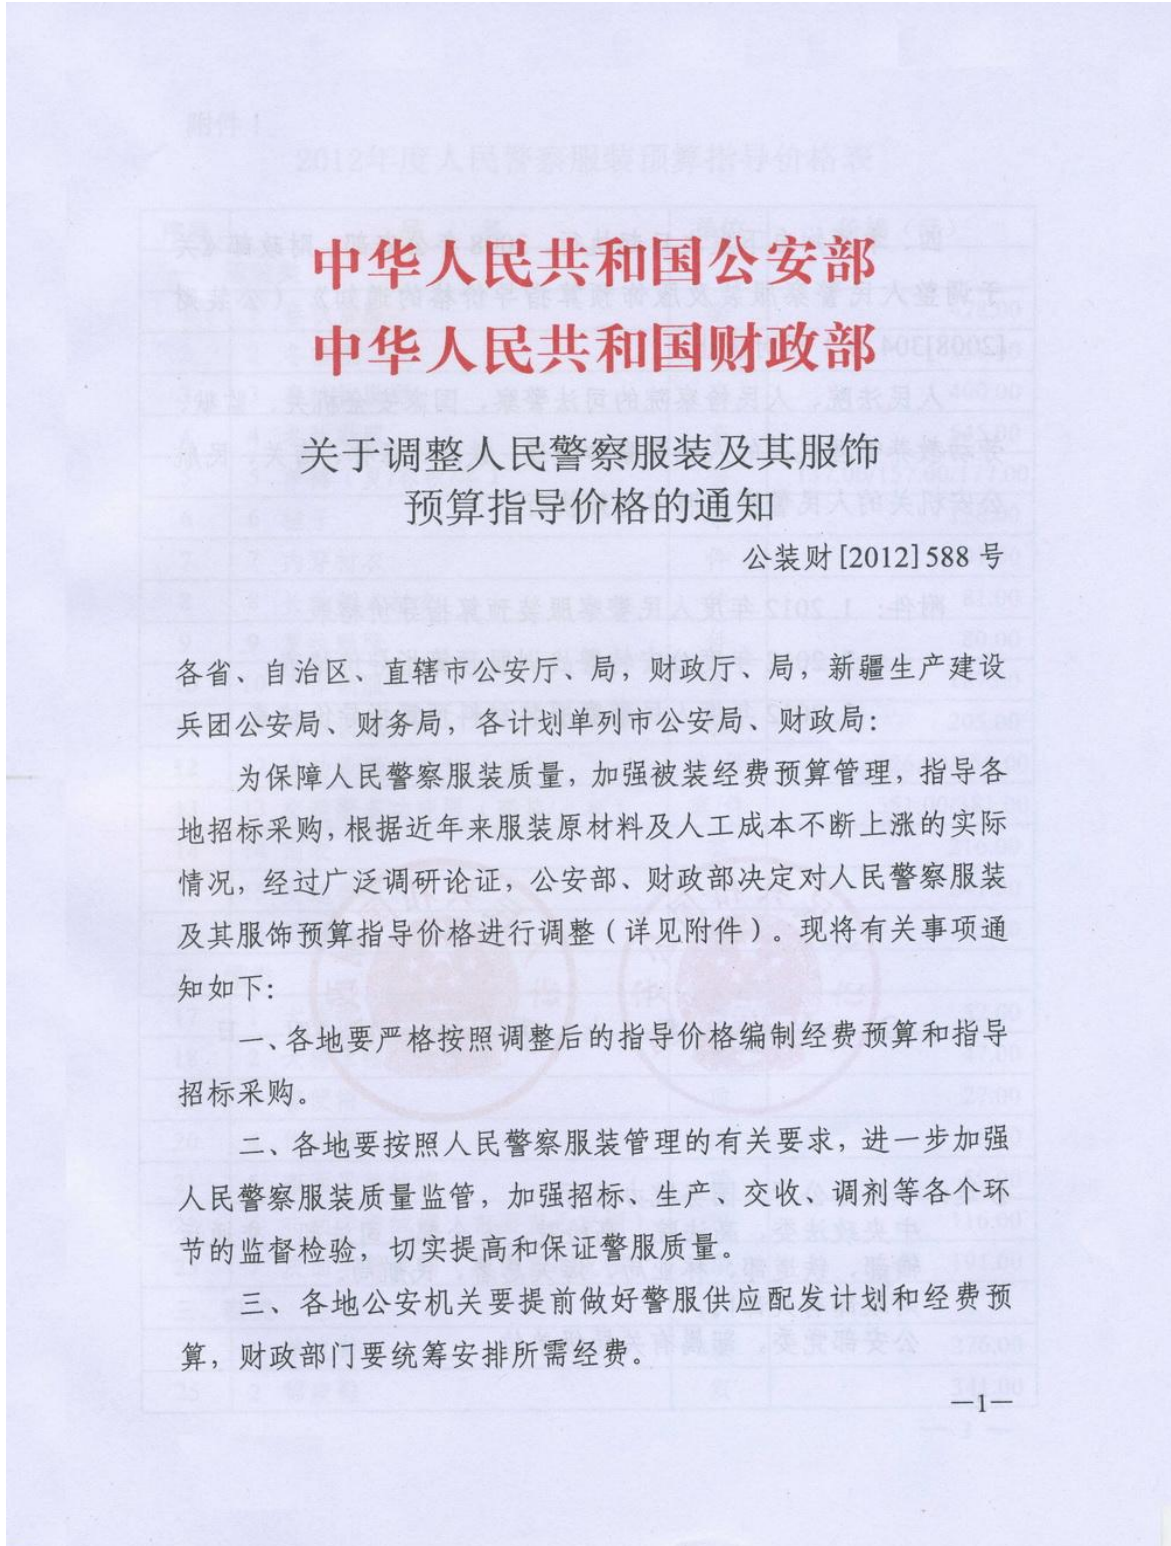 中华人民共和国公安部
中华人民共和国财政部
关于调整人民警察服装及其服饰
预算指导价格的通知
公装财[2012]588号
各省、自治区、直辖市公安厅、局，财政厅、局，新疆生产建设
兵团公安局、财务局，各计划单列市公安局、财政局：
为保障人民警察服装质量，加强被装经费预算管理，指导各
地招标采购，根据近年来服装原材料及人工成本不断上涨的实际
情况，经过广泛调研论证，公安部、财政部决定对人民警察服装
及其服饰预算指导价格进行调整（详见附件）。现将有关事项通
知如下：
一、各地要严格按照调整后的指导价格编制经费预算和指导
招标采购。
二、各地要按照人民警察服装管理的有关要求，进一步加强
人民警察服装质量监管，加强招标、生产、交收、调剂等各个环
节的监督检验，切实提高和保证警服质量。
三、各地公安机关要提前做好警服供应配发计划和经费预
算，财政部门要统筹安排所需经费。
—1—